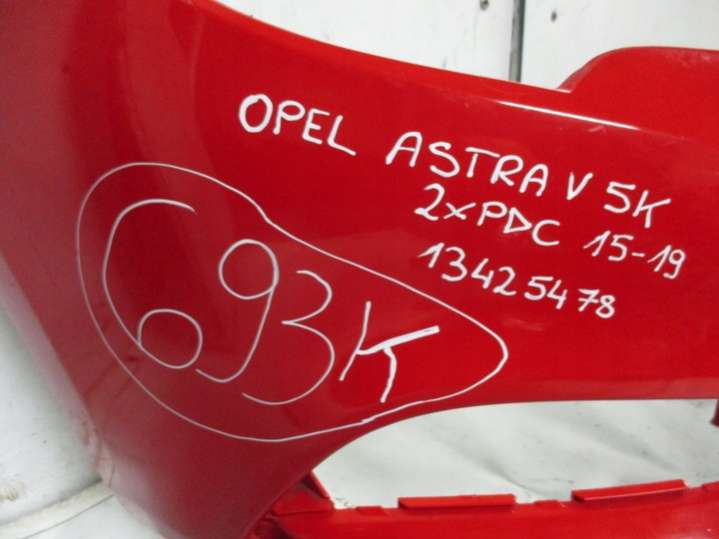 OPEL ASTRA V 5K
2xPDC 15-19
13425478
693K